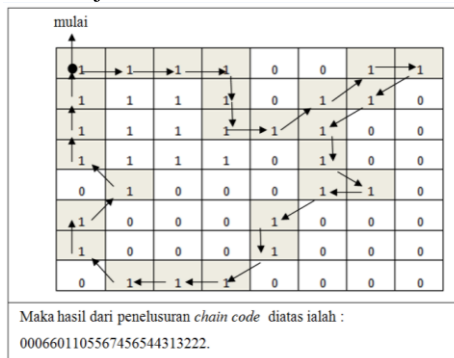 mulai
1 1 1 1 0 0 1 1
1 1 1 1 0 1 1 0
1 1 1 1 1 1 0 0
1 1 1 1 0 1 0 0
0 1 0 0 0 1 1 0
1 0 0 0 1 0 0 0
1 0 0 0 1 0 0 0
0 1 1 1 0 0 0 0
Maka hasil dari penelusuran chain code diatas ialah :
0006601105567456544313222.